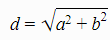 d = √(a² + b²)